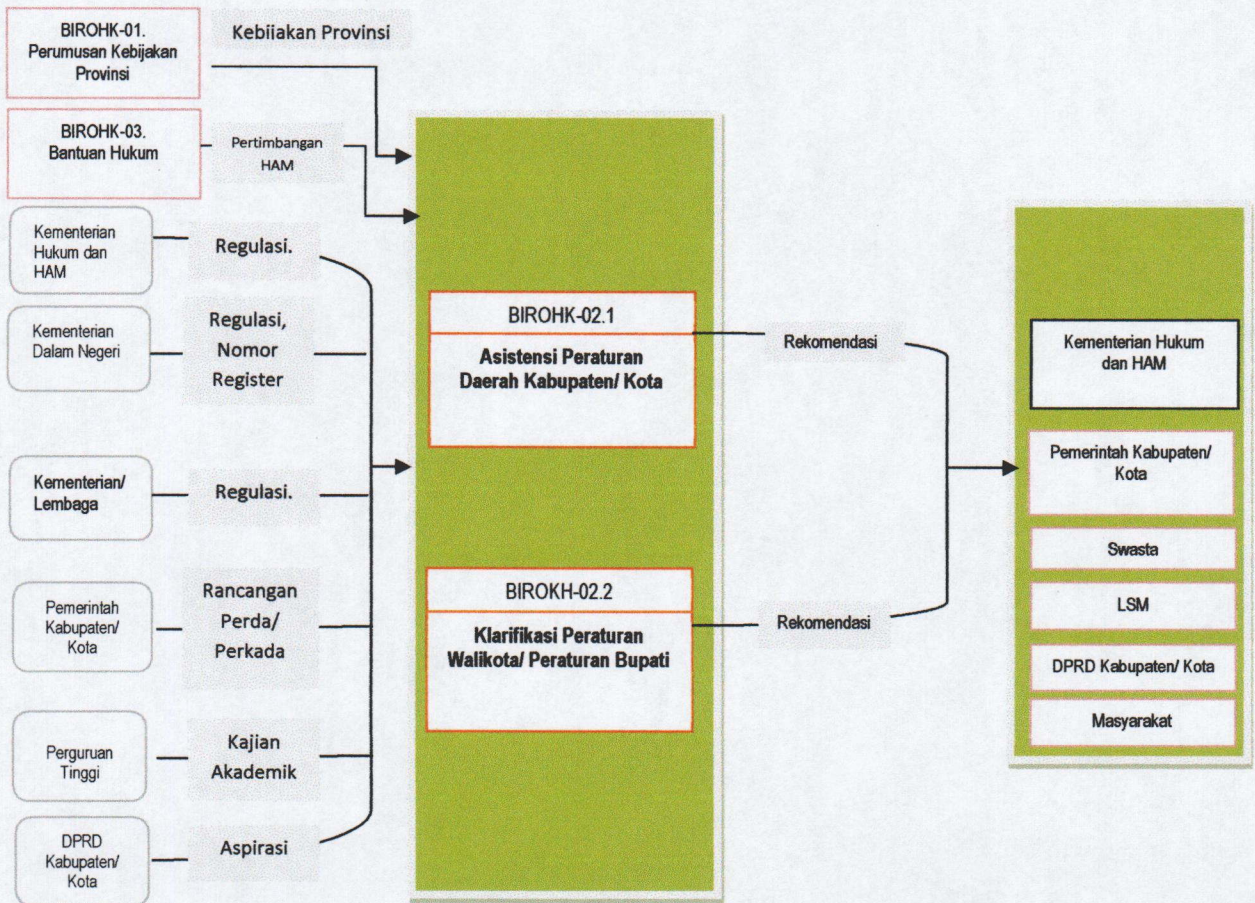 BIROHK-01.
Perumusan Kebijakan
Provinsi
Kebijakan Provinsi
BIROHK-03.
Bantuan Hukum
Pertimbangan
HAM
Kementerian
Hukum dan
HAM
Regulasi.
Kementerian
Dalam Negeri
Regulasi,
Nomor
Register
Kementerian/
Lembaga
Regulasi.
Pemerintah
Kabupaten/
Kota
Rancangan
Perda/
Perkada
Perguruan
Tinggi
Kajian
Akademik
DPRD
Kabupaten/
Kota
Aspirasi
BIROHK-02.1
Asistensi Peraturan
Daerah Kabupaten/ Kota
BIROKH-02.2
Klarifikasi Peraturan
Walikota/ Peraturan Bupati
Rekomendasi
Rekomendasi
Kementerian Hukum
dan HAM
Pemerintah Kabupaten/
Kota
Swasta
LSM
DPRD Kabupaten/ Kota
Masyarakat